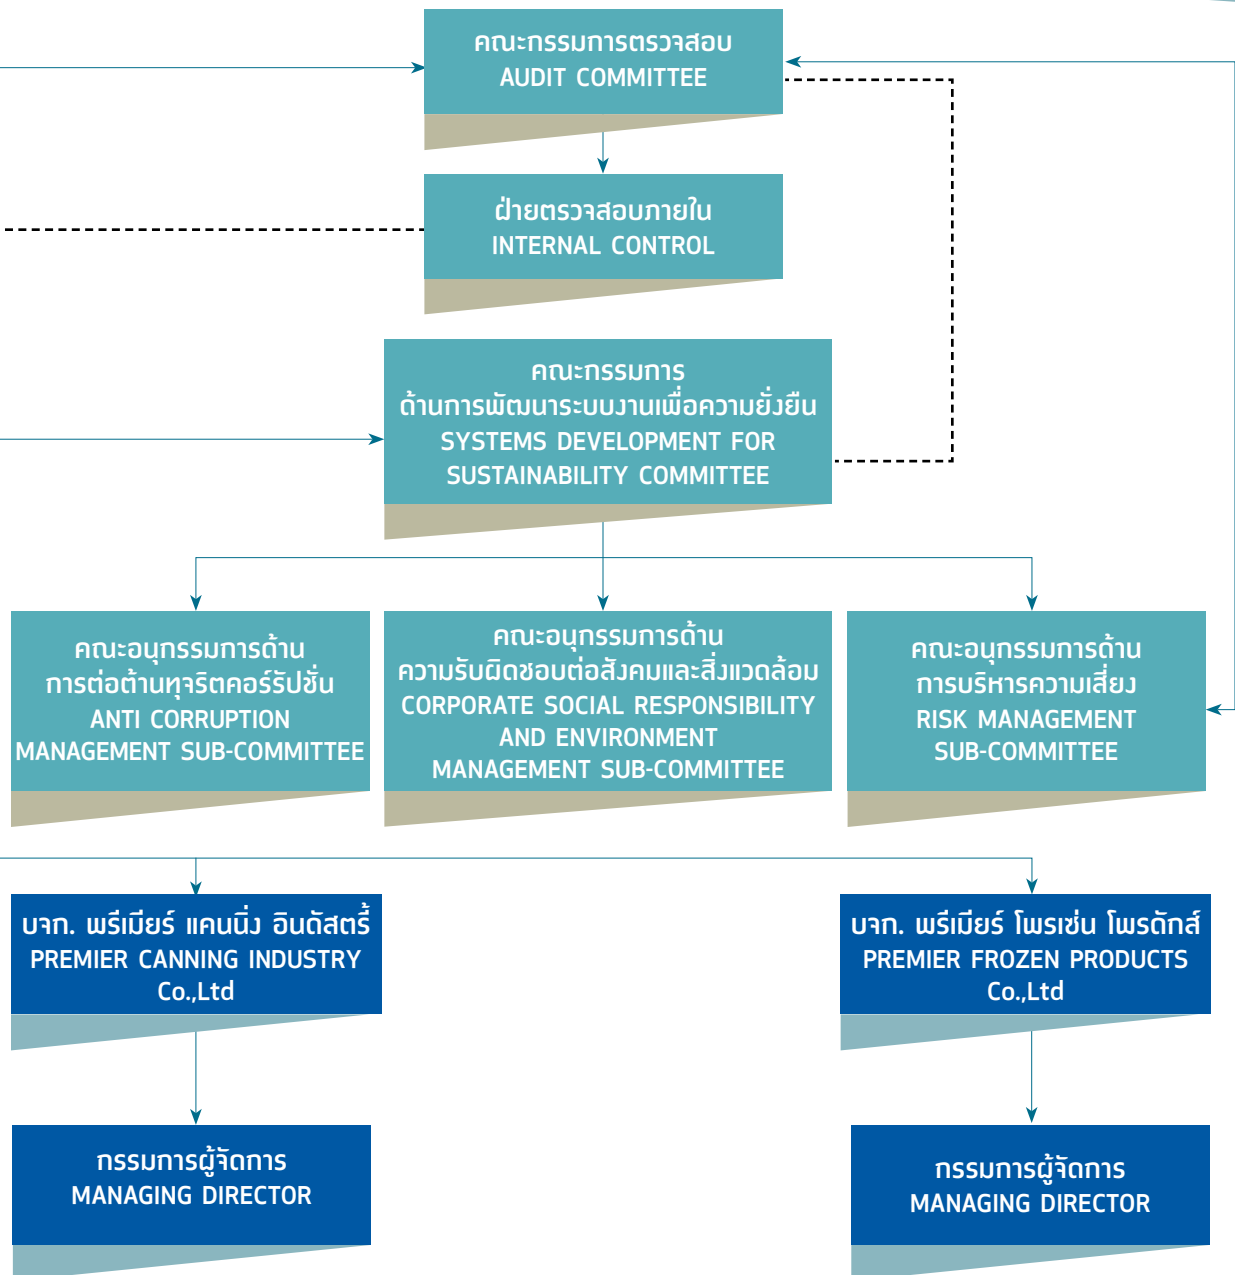 คณะกรรมการตรวจสอบ
AUDIT COMMITTEE
ฝ่ายตรวจสอบภายใน
INTERNAL CONTROL
คณะกรรมการ
ด้านการพัฒนาระบบงานเพื่อความยั่งยืน
SYSTEMS DEVELOPMENT FOR
SUSTAINABILITY COMMITTEE
คณะอนุกรรมการด้าน
การต่อต้านทุจริตคอร์รัปชั่น
ANTI CORRUPTION
MANAGEMENT SUB-COMMITTEE
คณะอนุกรรมการด้าน
ความรับผิดชอบต่อสังคมและสิ่งแวดล้อม
CORPORATE SOCIAL RESPONSIBILITY
AND ENVIRONMENT
MANAGEMENT SUB-COMMITTEE
คณะอนุกรรมการด้าน
การบริหารความเสี่ยง
RISK MANAGEMENT
SUB-COMMITTEE
บจก. พรีเมียร์ แคนนิ่ง อินดัสตรี้
PREMIER CANNING INDUSTRY
Co.,Ltd
บจก. พรีเมียร์ โพรเซ่น โพรดักส์
PREMIER FROZEN PRODUCTS
Co.,Ltd
กรรมการผู้จัดการ
MANAGING DIRECTOR
กรรมการผู้จัดการ
MANAGING DIRECTOR